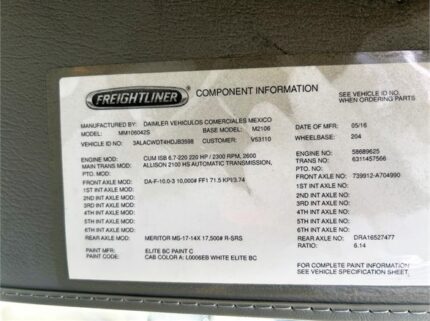 FREIGHTLINER
COMPONENT INFORMATION
SEE VEHICLE ID NO.
WHEN ORDERING PARTS
MANUFACTURED BY: DAIMLER VEHICULOS COMERCIALES MEXICO DATE OF MFR: 05/16
MODEL: MM106042S BASE MODEL: M2106 WHEELBASE: 204
VEHICLE ID NO: 3ALACWDT4HDJB3598 CUSTOMER: V53110
ENGINE MOD: CUM ISB 6.7-220 220 HP / 2300 RPM, 2600 ENGINE NO: 58689625
MAIN TRANS MOD: ALLISON 2100 HS AUTOMATIC TRANSMISSION, TRANS NO: 6311457566
PTO. MOD: PTO. NO:
FRONT AXLE MOD: DA-F-10.0-3 10,000# FF1 71.5 KPI/3.74 FRONT AXLE NO: 739912-A704990
1ST INT AXLE MOD: 1ST INT AXLE NO:
2ND INT AXLE MOD: 2ND INT AXLE NO:
3RD INT AXLE MOD: 3RD INT AXLE NO:
4TH INT AXLE MOD: 4TH INT AXLE NO:
5TH INT AXLE MOD: 5TH INT AXLE NO:
6TH INT AXLE MOD: 6TH INT AXLE NO:
REAR AXLE MOD: MERITOR MS-17-14X 17,500# R-SRS REAR AXLE NO: DRA16527477
RATIO: 6.14
PAINT MFR: ELITE BC PAINT C
PAINT CODE: CAB COLOR A: L0006EB WHITE ELITE BC
FOR COMPLETE PAINT INFORMATION
SEE VEHICLE SPECIFICATION SHEET.